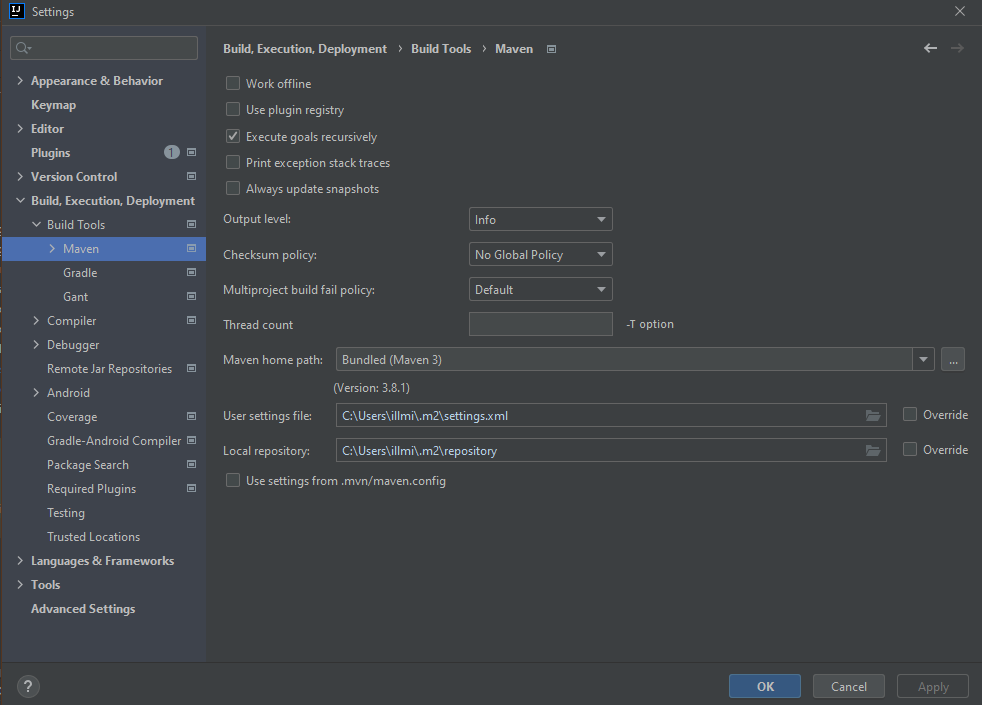 Settings
Appearance & Behavior
Keymap
Editor
Plugins 1
Version Control
Build, Execution, Deployment
Build Tools
Maven
Gradle
Gant
Compiler
Debugger
Remote Jar Repositories
Android
Coverage
Gradle-Android Compiler
Package Search
Required Plugins
Testing
Trusted Locations
Languages & Frameworks
Tools
Advanced Settings
Build, Execution, Deployment › Build Tools › Maven
Work offline
Use plugin registry
Execute goals recursively
Print exception stack traces
Always update snapshots
Output level: Info
Checksum policy: No Global Policy
Multiproject build fail policy: Default
Thread count -T option
Maven home path: Bundled (Maven 3) ...
(Version: 3.8.1)
User settings file: C:\Users\illmi\.m2\settings.xml Override
Local repository: C:\Users\illmi\.m2\repository Override
Use settings from .mvn/maven.config
? OK Cancel Apply